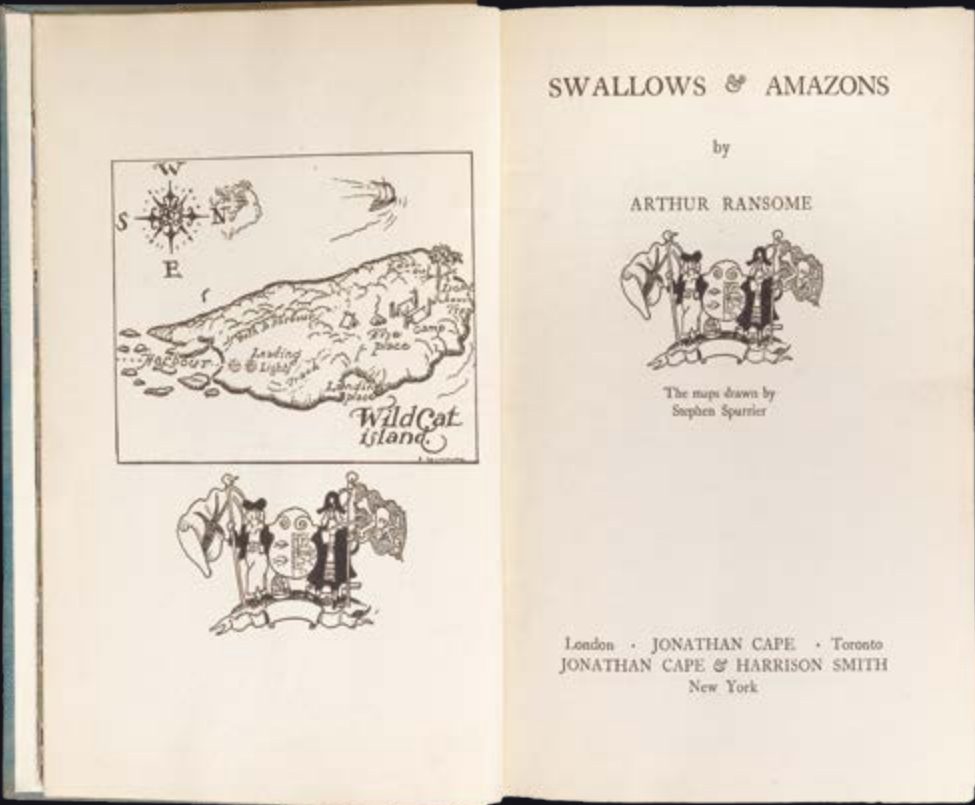 W
S N
E
Harbour
Leading
Lights
Track
Landing
place
Fire
place
Camp
Wild Cat
island.
SWALLOWS & AMAZONS
by
ARTHUR RANSOME
The maps drawn by
Stephen Spurrier
London · JONATHAN CAPE · Toronto
JONATHAN CAPE & HARRISON SMITH
New York